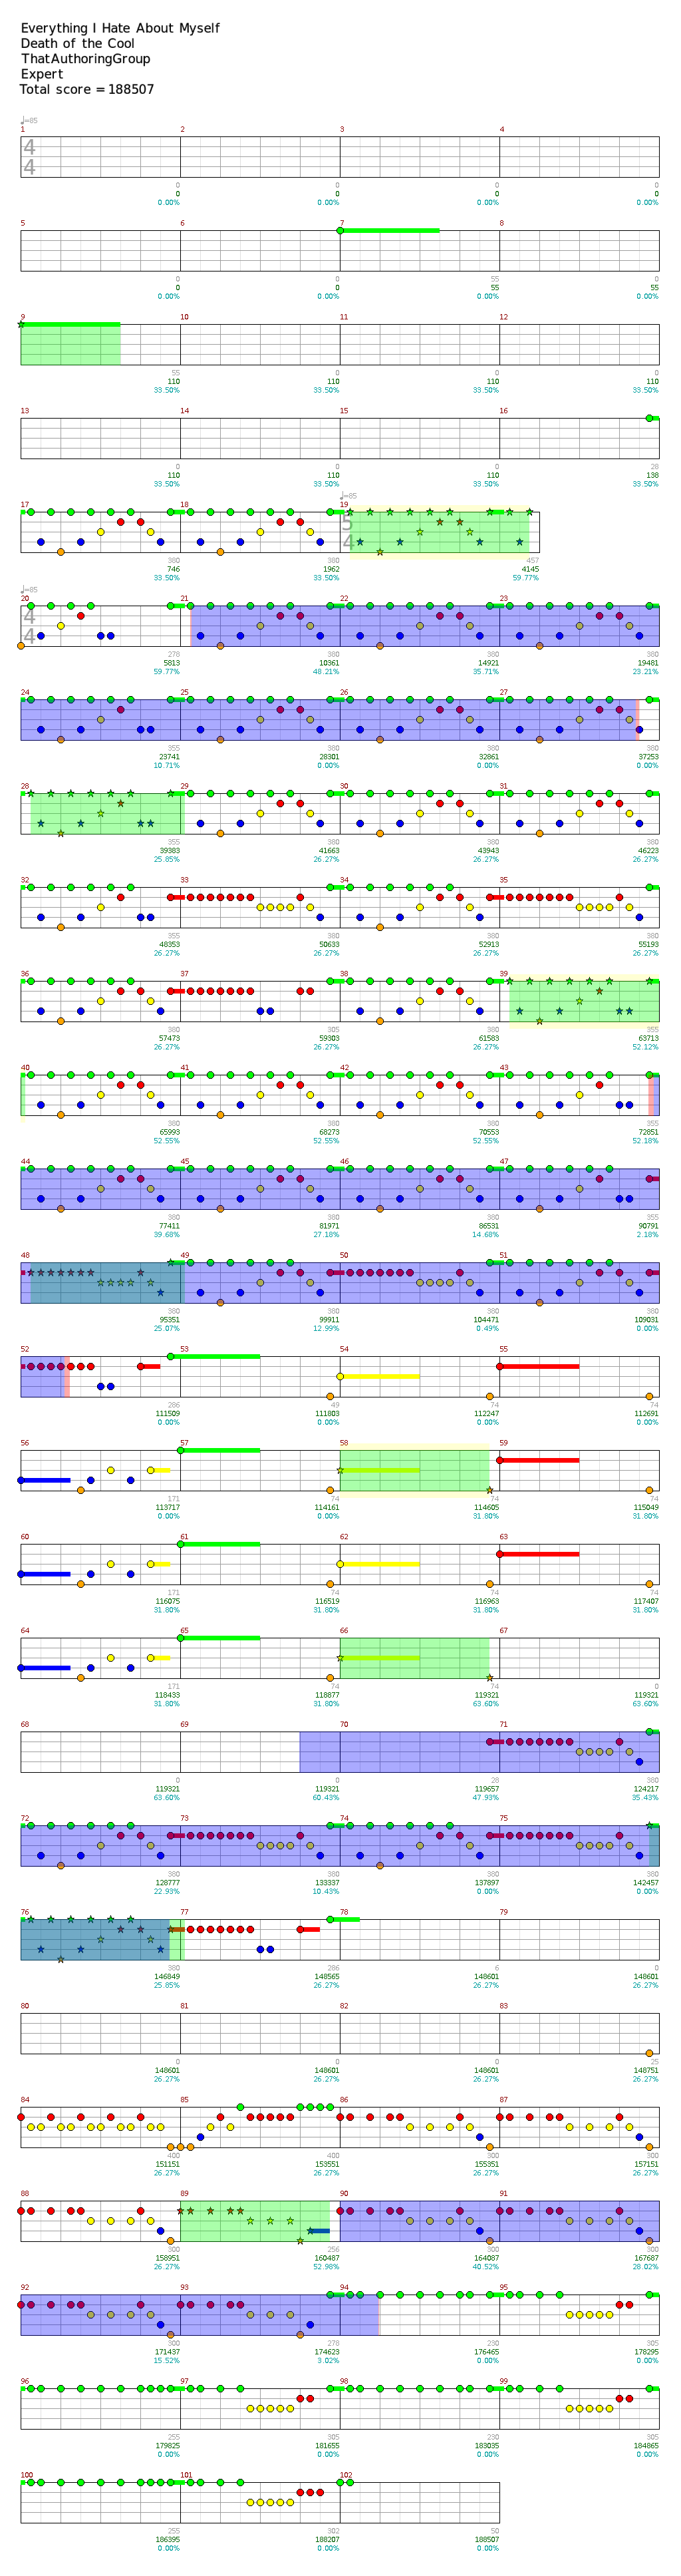 Everything I Hate About Myself
Death of the Cool
ThatAuthoringGroup
Expert
Total score = 188507
♩=85
1 2 3 4
4
4
0 0 0 0
0 0 0 0
0.00% 0.00% 0.00% 0.00%
5 6 7 8
0 0 55 0
0 0 55 55
0.00% 0.00% 0.00% 0.00%
9 10 11 12
55 0 0 0
110 110 110 110
33.50% 33.50% 33.50% 33.50%
13 14 15 16
0 0 0 28
110 110 110 138
33.50% 33.50% 33.50% 33.50%
♩=85
17 18 19
5
4
380 380 457
746 1962 4145
33.50% 33.50% 59.77%
♩=85
20 21 22 23
4
4
278 380 380 380
5813 10361 14921 19481
59.77% 48.21% 35.71% 23.21%
24 25 26 27
355 380 380 380
23741 28301 32861 37253
10.71% 0.00% 0.00% 0.00%
28 29 30 31
355 380 380 380
39383 41663 43943 46223
25.85% 26.27% 26.27% 26.27%
32 33 34 35
355 380 380 380
48353 50633 52913 55193
26.27% 26.27% 26.27% 26.27%
36 37 38 39
380 305 380 355
57473 59303 61583 63713
26.27% 26.27% 26.27% 52.12%
40 41 42 43
380 380 380 355
65993 68273 70553 72851
52.55% 52.55% 52.55% 52.18%
44 45 46 47
380 380 380 355
77411 81971 86531 90791
39.68% 27.18% 14.68% 2.18%
48 49 50 51
380 380 380 380
95351 99911 104471 109031
25.07% 12.99% 0.49% 0.00%
52 53 54 55
286 49 74 74
111509 111803 112247 112691
0.00% 0.00% 0.00% 0.00%
56 57 58 59
171 74 74 74
113717 114161 114605 115049
0.00% 0.00% 31.80% 31.80%
60 61 62 63
171 74 74 74
116075 116519 116963 117407
31.80% 31.80% 31.80% 31.80%
64 65 66 67
171 74 74 0
118433 118877 119321 119321
31.80% 31.80% 63.60% 63.60%
68 69 70 71
0 0 28 380
119321 119321 119657 124217
63.60% 60.43% 47.93% 35.43%
72 73 74 75
380 380 380 380
128777 133337 137897 142457
22.93% 10.43% 0.00% 0.00%
76 77 78 79
380 286 6 0
146849 148565 148601 148601
25.85% 26.27% 26.27% 26.27%
80 81 82 83
0 0 0 25
148601 148601 148601 148751
26.27% 26.27% 26.27% 26.27%
84 85 86 87
400 400 300 300
151151 153551 155351 157151
26.27% 26.27% 26.27% 26.27%
88 89 90 91
300 256 300 300
158951 160487 164087 167687
26.27% 52.98% 40.52% 28.02%
92 93 94 95
300 278 230 305
171437 174623 176465 178295
15.52% 3.02% 0.00% 0.00%
96 97 98 99
255 305 230 305
179825 181655 183035 184865
0.00% 0.00% 0.00% 0.00%
100 101 102
255 302 50
186395 188207 188507
0.00% 0.00% 0.00%